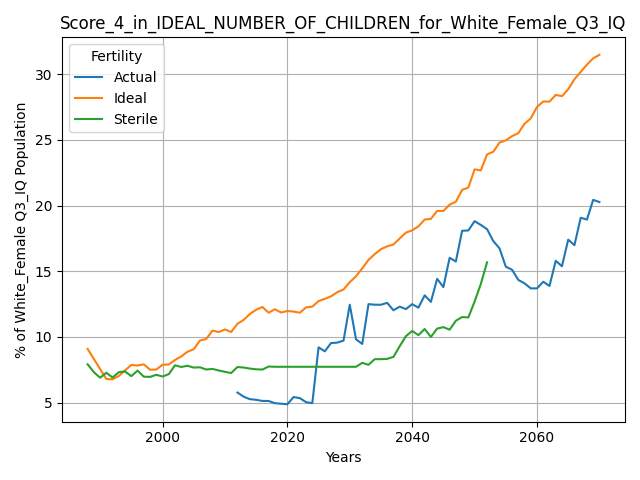 Score_4_in_IDEAL_NUMBER_OF_CHILDREN_for_White_Female_Q3_IQ
Fertility
Actual
Ideal
Sterile
% of White_Female Q3_IQ Population
30
25
20
15
10
5
2000
2020
2040
2060
Years